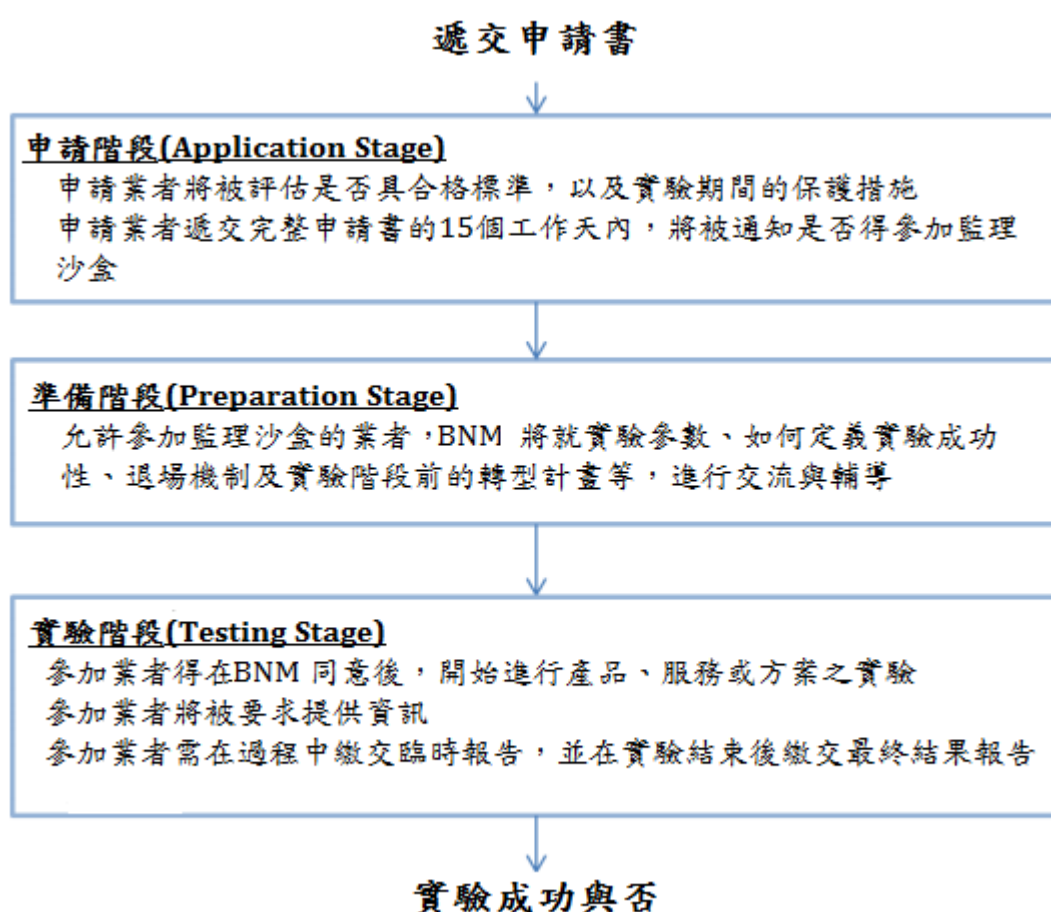 遞交申請書
申請階段(Application Stage)
申請業者將被評估是否具合格標準，以及實驗期間的保護措施
申請業者遞交完整申請書的15個工作天內，將被通知是否得參加監理
沙盒
準備階段(Preparation Stage)
允許參加監理沙盒的業者，BNM 將就實驗參數、如何定義實驗成功
性、退場機制及實驗階段前的轉型計畫等，進行交流與輔導
實驗階段(Testing Stage)
參加業者得在BNM 同意後，開始進行產品、服務或方案之實驗
參加業者將被要求提供資訊
參加業者需在過程中繳交臨時報告，並在實驗結束後繳交最終結果報告
實驗成功與否